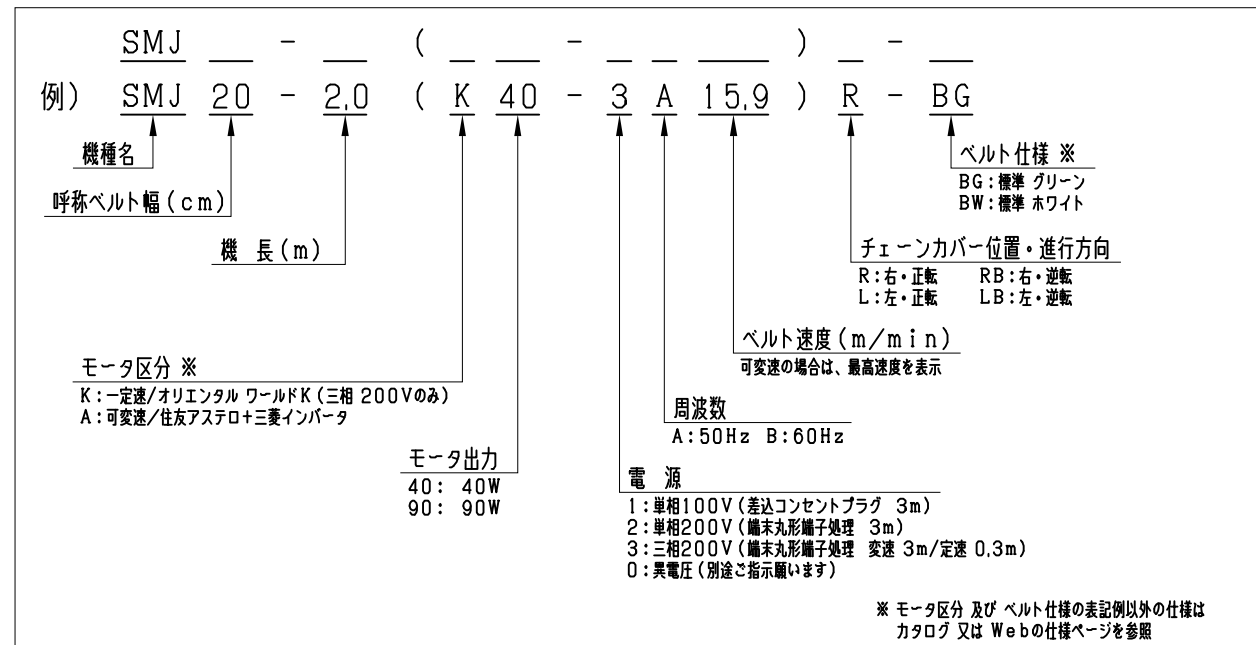 SMJ - ( - ) -
例) SMJ 20 - 2.0 ( K 40 - 3 A 15.9 ) R - BG
機種名
呼称ベルト幅(cm)
機 長(m)
ベルト仕様 ※
BG:標準 グリーン
BW:標準 ホワイト
チェーンカバー位置・進行方向
R:右・正転 RB:右・逆転
L:左・正転 LB:左・逆転
ベルト速度(m/min)
可変速の場合は、最高速度を表示
モータ区分 ※
K:一定速/オリエンタル ワールドK(三相 200Vのみ)
A:可変速/住友アステロ+三菱インバータ
周波数
A:50Hz B:60Hz
モータ出力
40: 40W
90: 90W
電 源
1:単相100V(差込コンセントプラグ 3m)
2:単相200V(端末丸形端子処理 3m)
3:三相200V(端末丸形端子処理 変速 3m/定速 0.3m)
0:異電圧(別途ご指示願います)
※ モータ区分 及び ベルト仕様の表記例以外の仕様は
カタログ 又は Webの仕様ページを参照